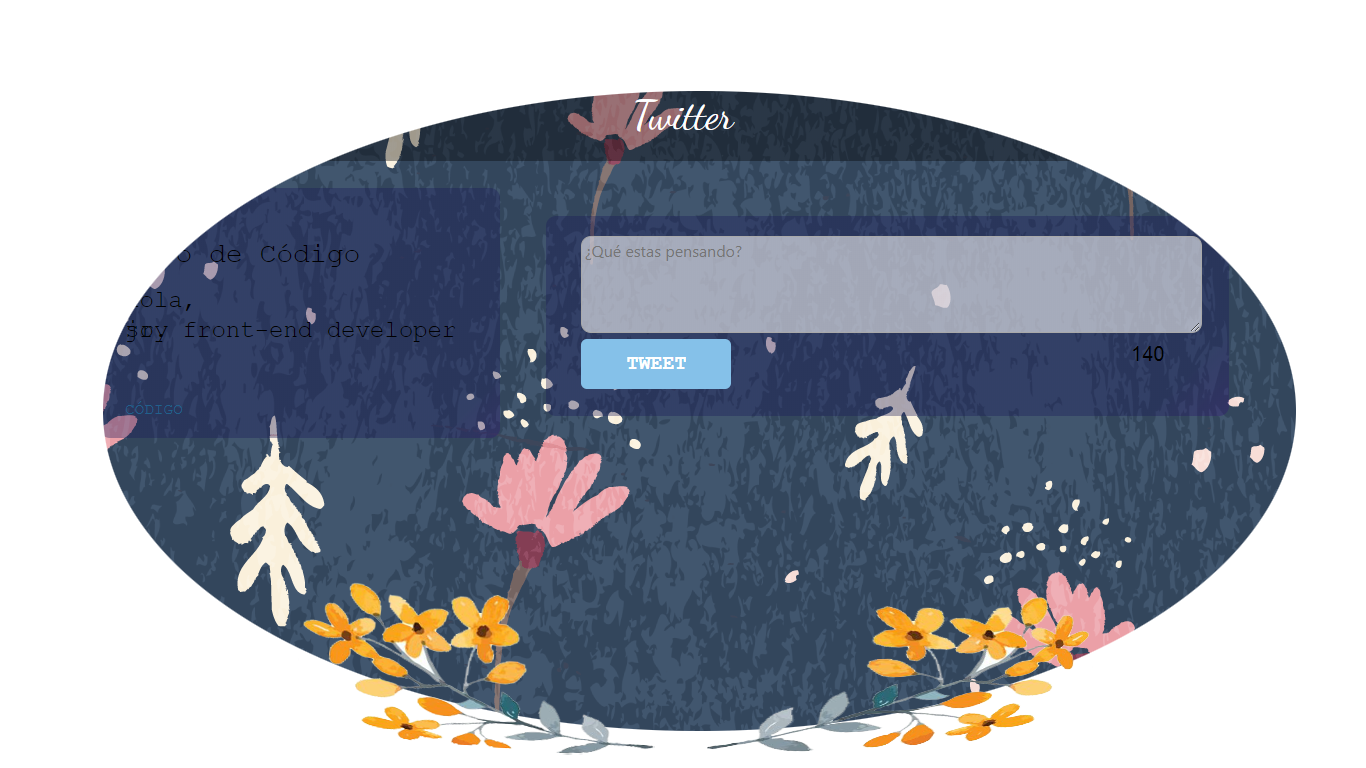 Twitter
de Código
ola,
soy front-end developer
CÓDIGO
¿Qué estas pensando?
TWEET
140